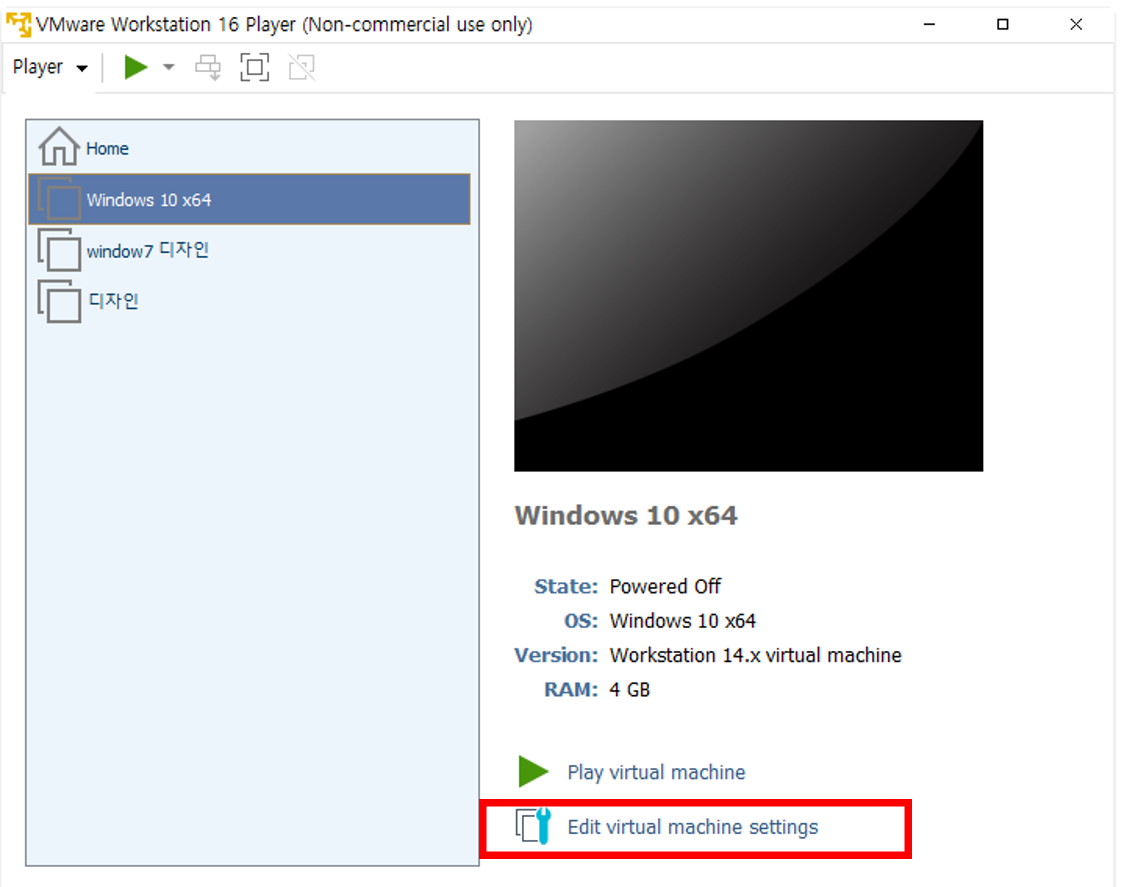 VMware Workstation 16 Player (Non-commercial use only)
Player
Home
Windows 10 x64
window7 디자인
디자인
Windows 10 x64
State: Powered Off
OS: Windows 10 x64
Version: Workstation 14.x virtual machine
RAM: 4 GB
Play virtual machine
Edit virtual machine settings